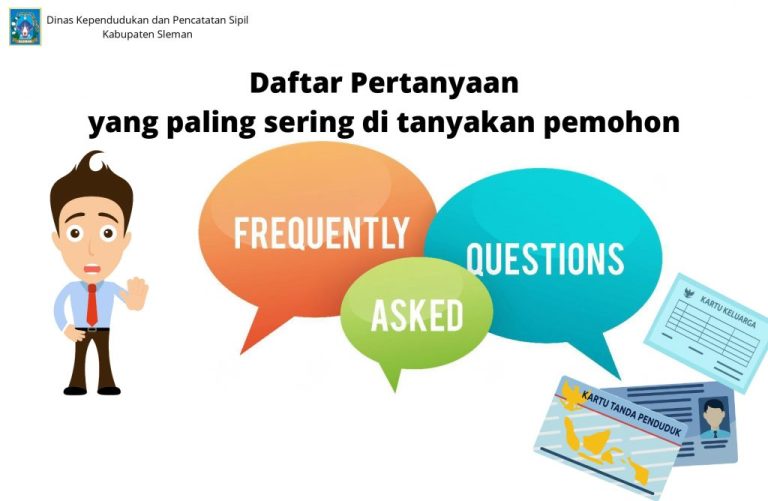 Dinas Kependudukan dan Pencatatan Sipil
Kabupaten Sleman
Daftar Pertanyaan
yang paling sering di tanyakan pemohon
FREQUENTLY
QUESTIONS
ASKED
KARTU KELUARGA
KARTU TANDA PENDUDUK